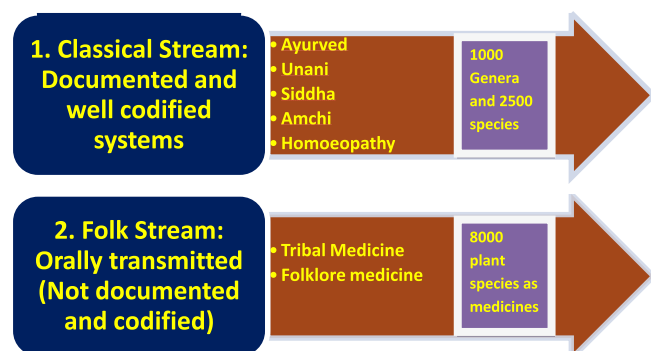 1. Classical Stream:
Documented and
well codified
systems
• Ayurved
• Unani
• Siddha
• Amchi
• Homoeopathy
1000
Genera
and 2500
species
2. Folk Stream:
Orally transmitted
(Not documented
and codified)
• Tribal Medicine
• Folklore medicine
8000
plant
species as
medicines